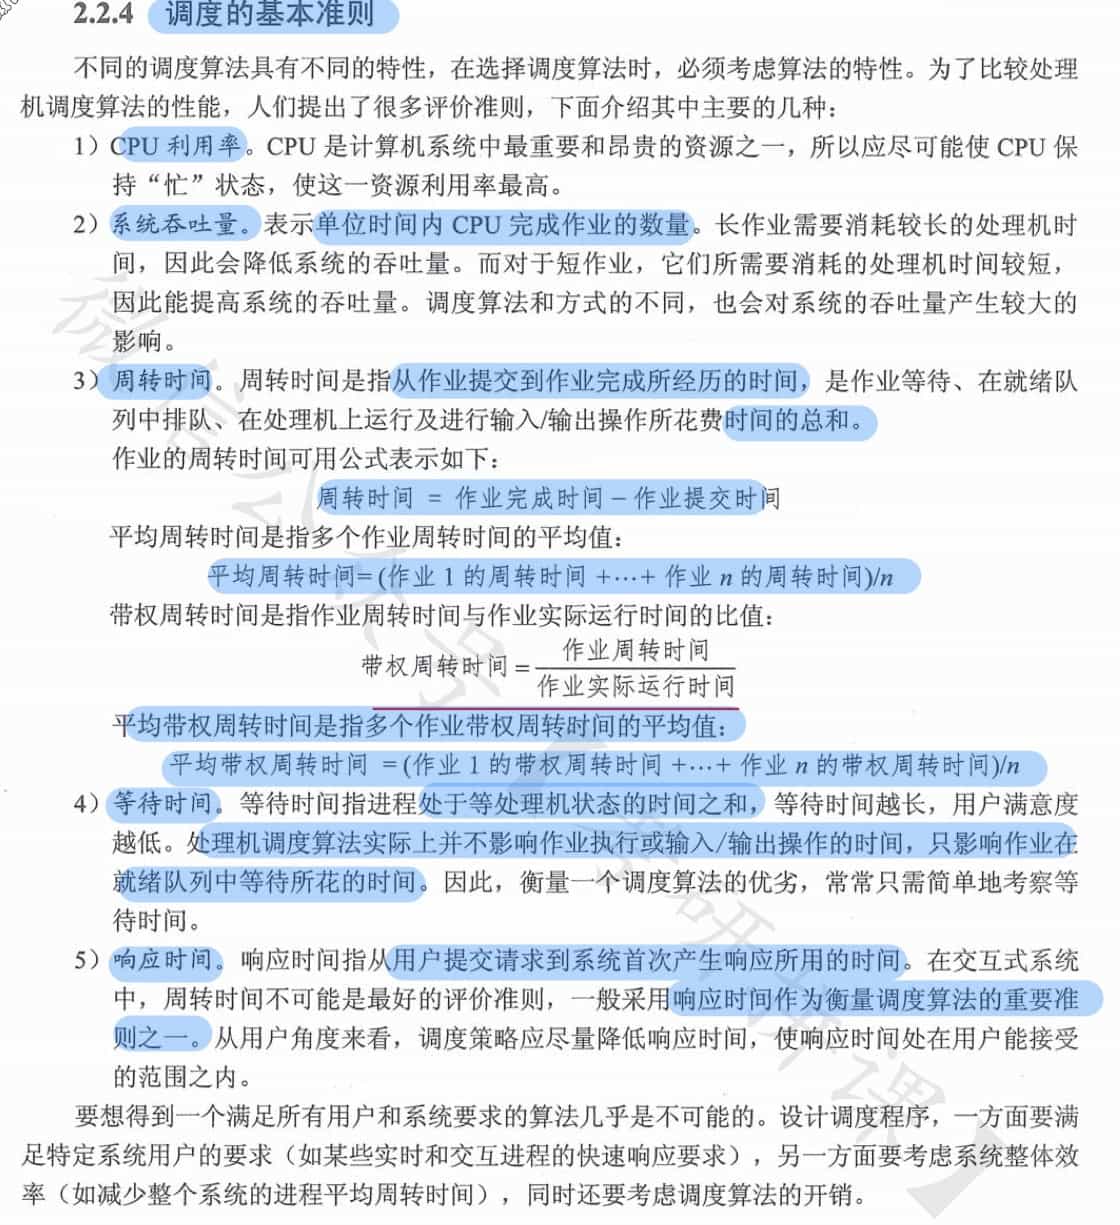 2.2.4 调度的基本准则
不同的调度算法具有不同的特性，在选择调度算法时，必须考虑算法的特性。为了比较处理
机调度算法的性能，人们提出了很多评价准则，下面介绍其中主要的几种：
1）CPU 利用率。CPU 是计算机系统中最重要和昂贵的资源之一，所以应尽可能使 CPU 保
持“忙”状态，使这一资源利用率最高。
2）系统吞吐量。表示单位时间内 CPU 完成作业的数量。长作业需要消耗较长的处理机时
间，因此会降低系统的吞吐量。而对于短作业，它们所需要消耗的处理机时间较短，
因此能提高系统的吞吐量。调度算法和方式的不同，也会对系统的吞吐量产生较大的
影响。
3）周转时间。周转时间是指从作业提交到作业完成所经历的时间，是作业等待、在就绪队
列中排队、在处理机上运行及进行输入/输出操作所花费时间的总和。
作业的周转时间可用公式表示如下：
周转时间 = 作业完成时间 − 作业提交时间
平均周转时间是指多个作业周转时间的平均值：
平均周转时间= (作业 1 的周转时间 +…+ 作业 n 的周转时间)/n
带权周转时间是指作业周转时间与作业实际运行时间的比值：
作业周转时间
带权周转时间 =
作业实际运行时间
平均带权周转时间是指多个作业带权周转时间的平均值：
平均带权周转时间 = (作业 1 的带权周转时间 +…+ 作业 n 的带权周转时间)/n
4）等待时间。等待时间指进程处于等处理机状态的时间之和，等待时间越长，用户满意度
越低。处理机调度算法实际上并不影响作业执行或输入/输出操作的时间，只影响作业在
就绪队列中等待所花的时间。因此，衡量一个调度算法的优劣，常常只需简单地考察等
待时间。
5）响应时间。响应时间指从用户提交请求到系统首次产生响应所用的时间。在交互式系统
中，周转时间不可能是最好的评价准则，一般采用响应时间作为衡量调度算法的重要准
则之一。从用户角度来看，调度策略应尽量降低响应时间，使响应时间处在用户能接受
的范围之内。
要想得到一个满足所有用户和系统要求的算法几乎是不可能的。设计调度程序，一方面要满
足特定系统用户的要求（如某些实时和交互进程的快速响应要求），另一方面要考虑系统整体效
率（如减少整个系统的进程平均周转时间），同时还要考虑调度算法的开销。